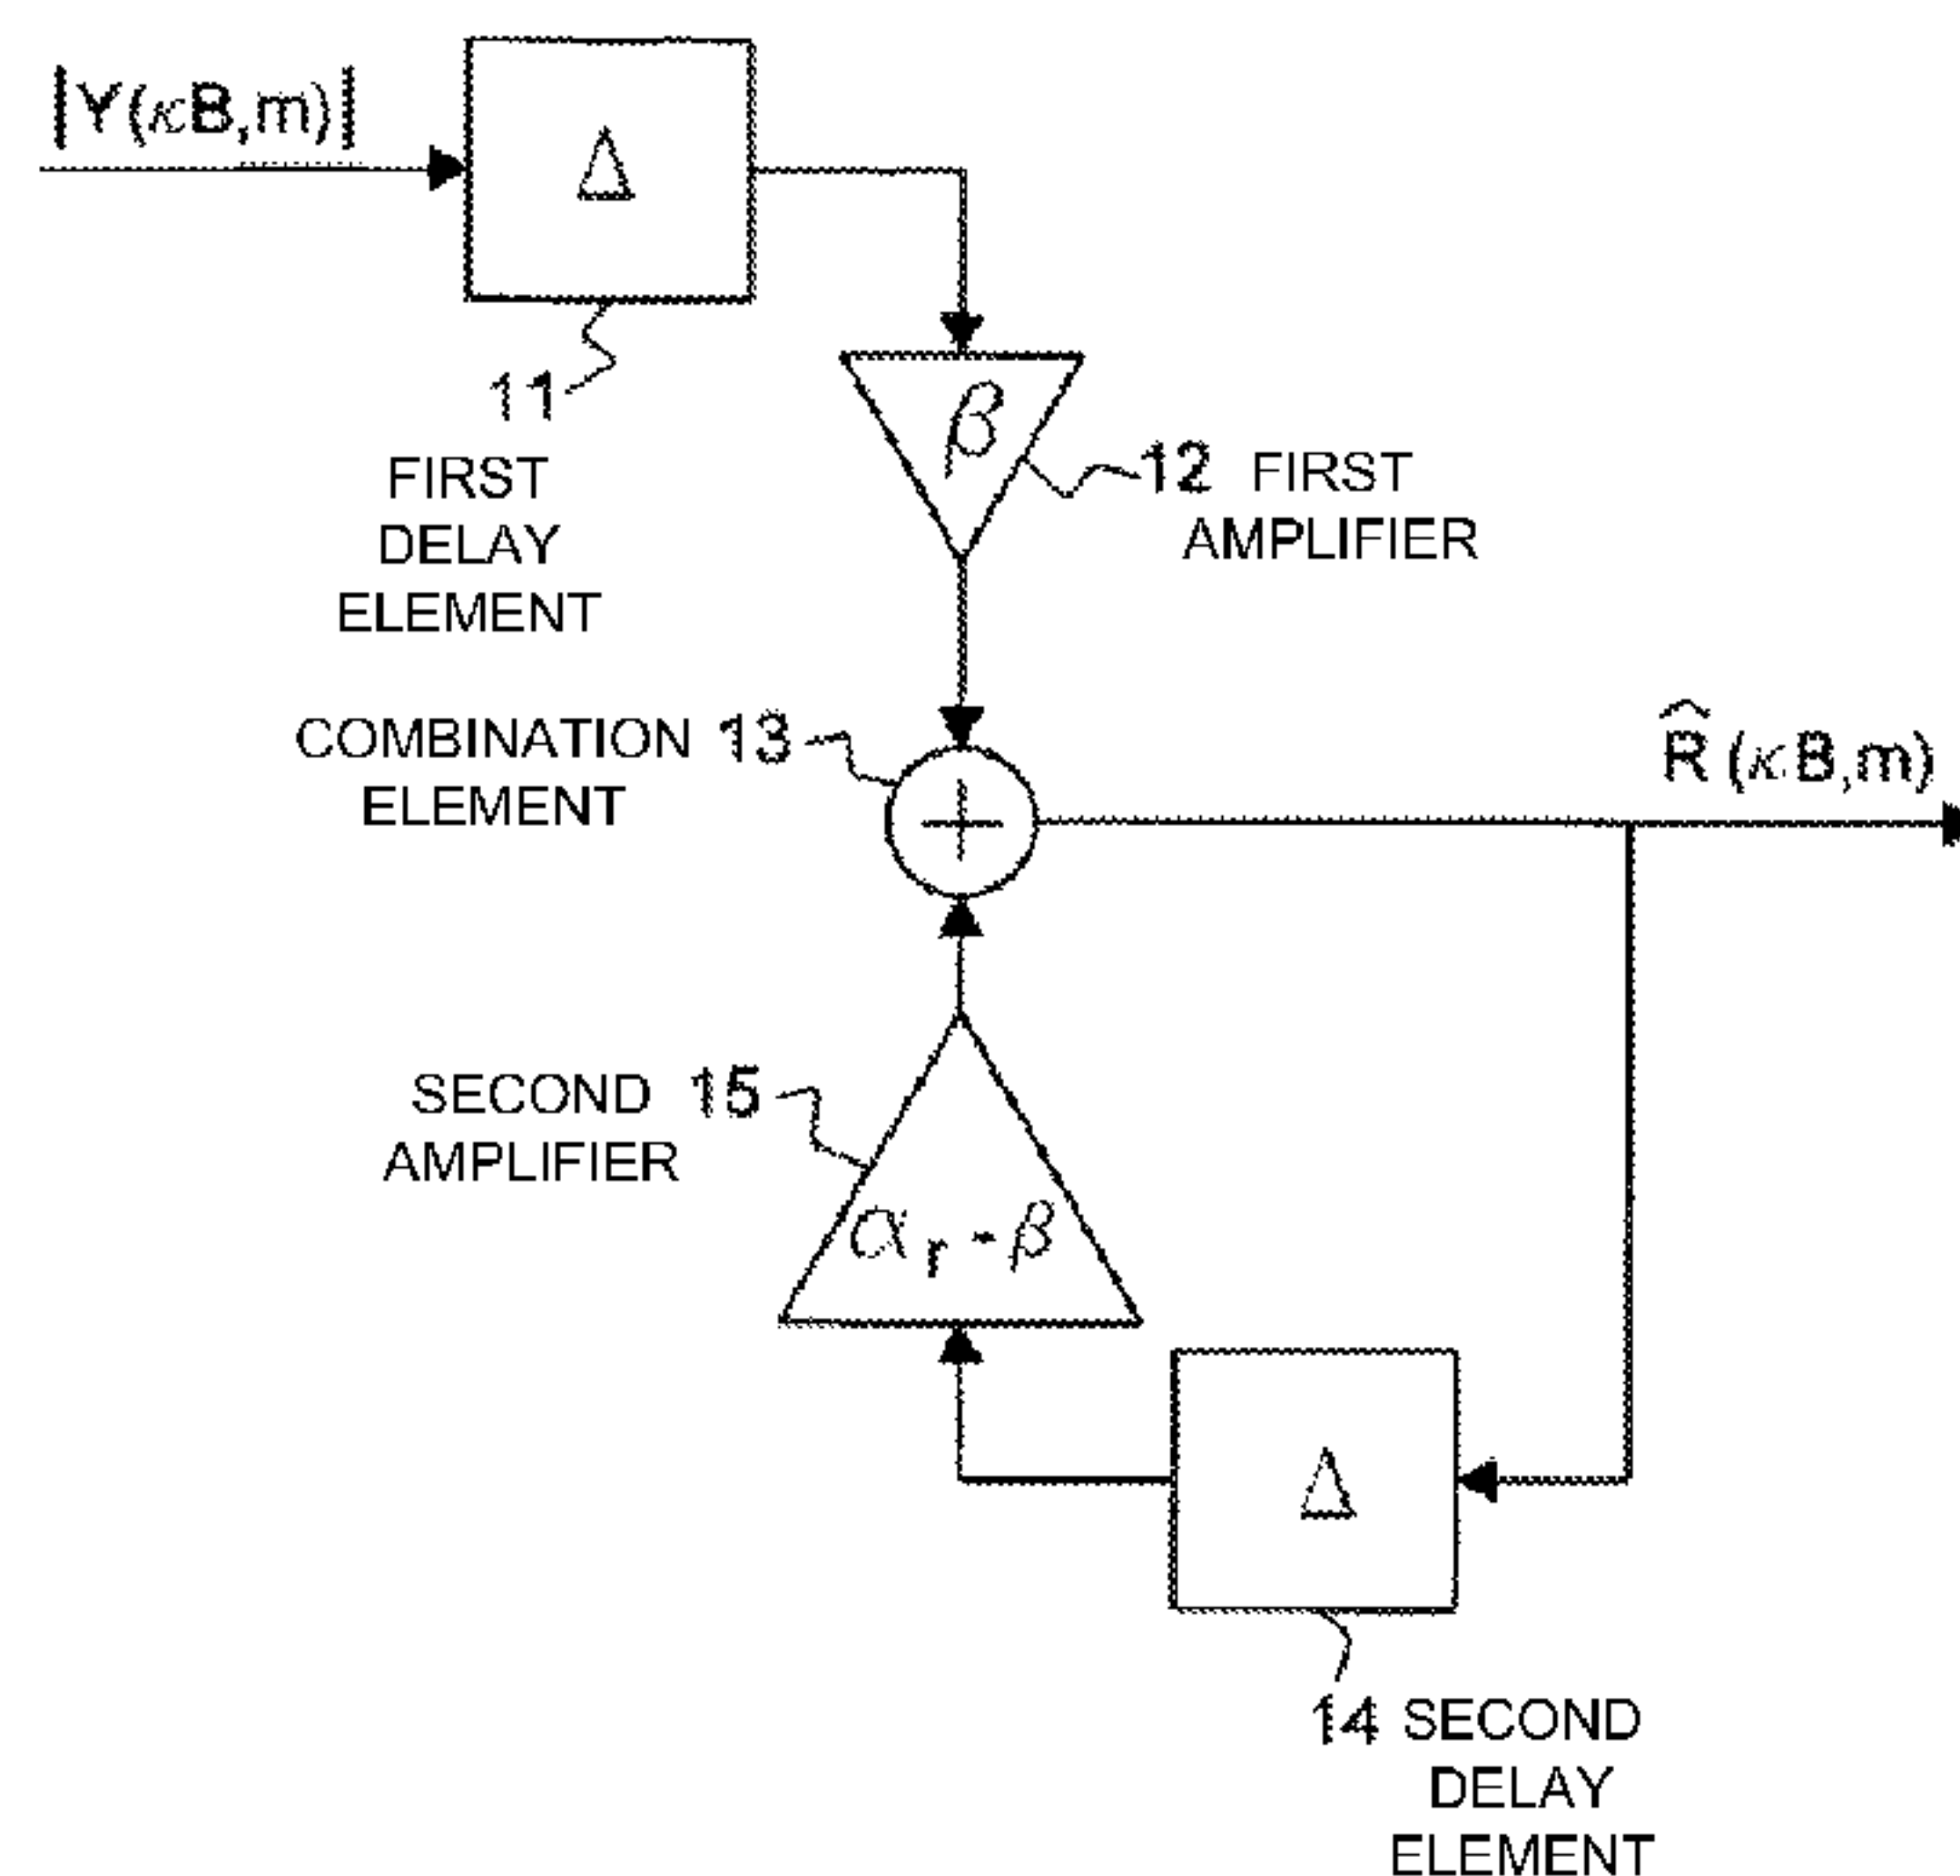 |Y(κB,m)|
Δ
11
FIRST
DELAY
ELEMENT
β
12 FIRST
AMPLIFIER
COMBINATION 13
ELEMENT
+
R̂(κB,m)
SECOND 15
AMPLIFIER
αr-β
Δ
14 SECOND
DELAY
ELEMENT